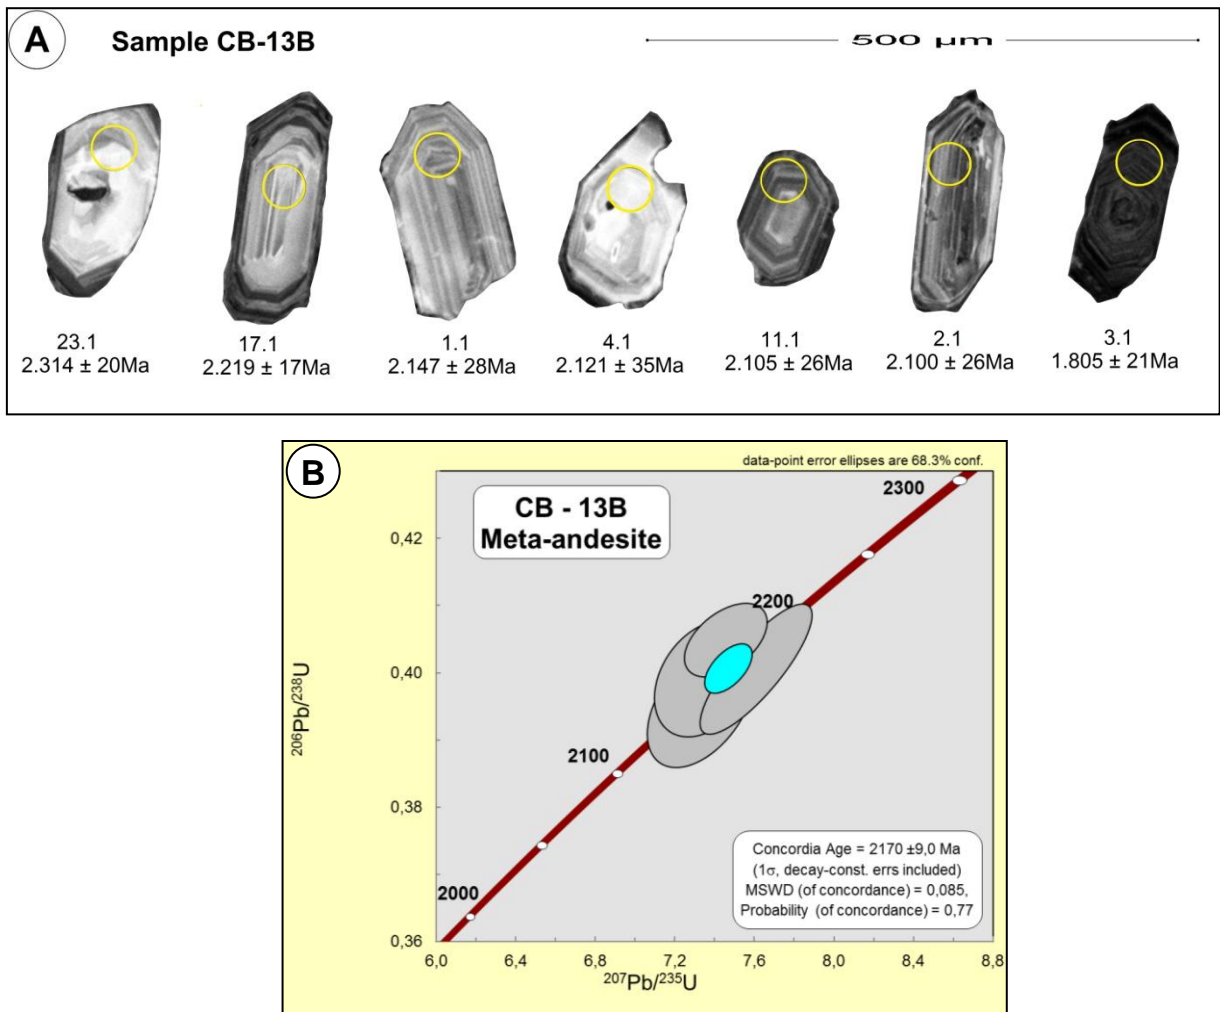 A
Sample CB-13B
500 µm
23.1
2.314 ± 20Ma
17.1
2.219 ± 17Ma
1.1
2.147 ± 28Ma
4.1
2.121 ± 35Ma
11.1
2.105 ± 26Ma
2.1
2.100 ± 26Ma
3.1
1.805 ± 21Ma
B
data-point error ellipses are 68.3% conf.
CB - 13B
Meta-andesite
2300
2200
2100
2000
0,42
0,40
0,38
0,36
206Pb/238U
Concordia Age = 2170 ±9,0 Ma
(1σ, decay-const. errs included)
MSWD (of concordance) = 0,085,
Probability (of concordance) = 0,77
6,0 6,4 6,8 7,2 7,6 8,0 8,4 8,8
207Pb/235U